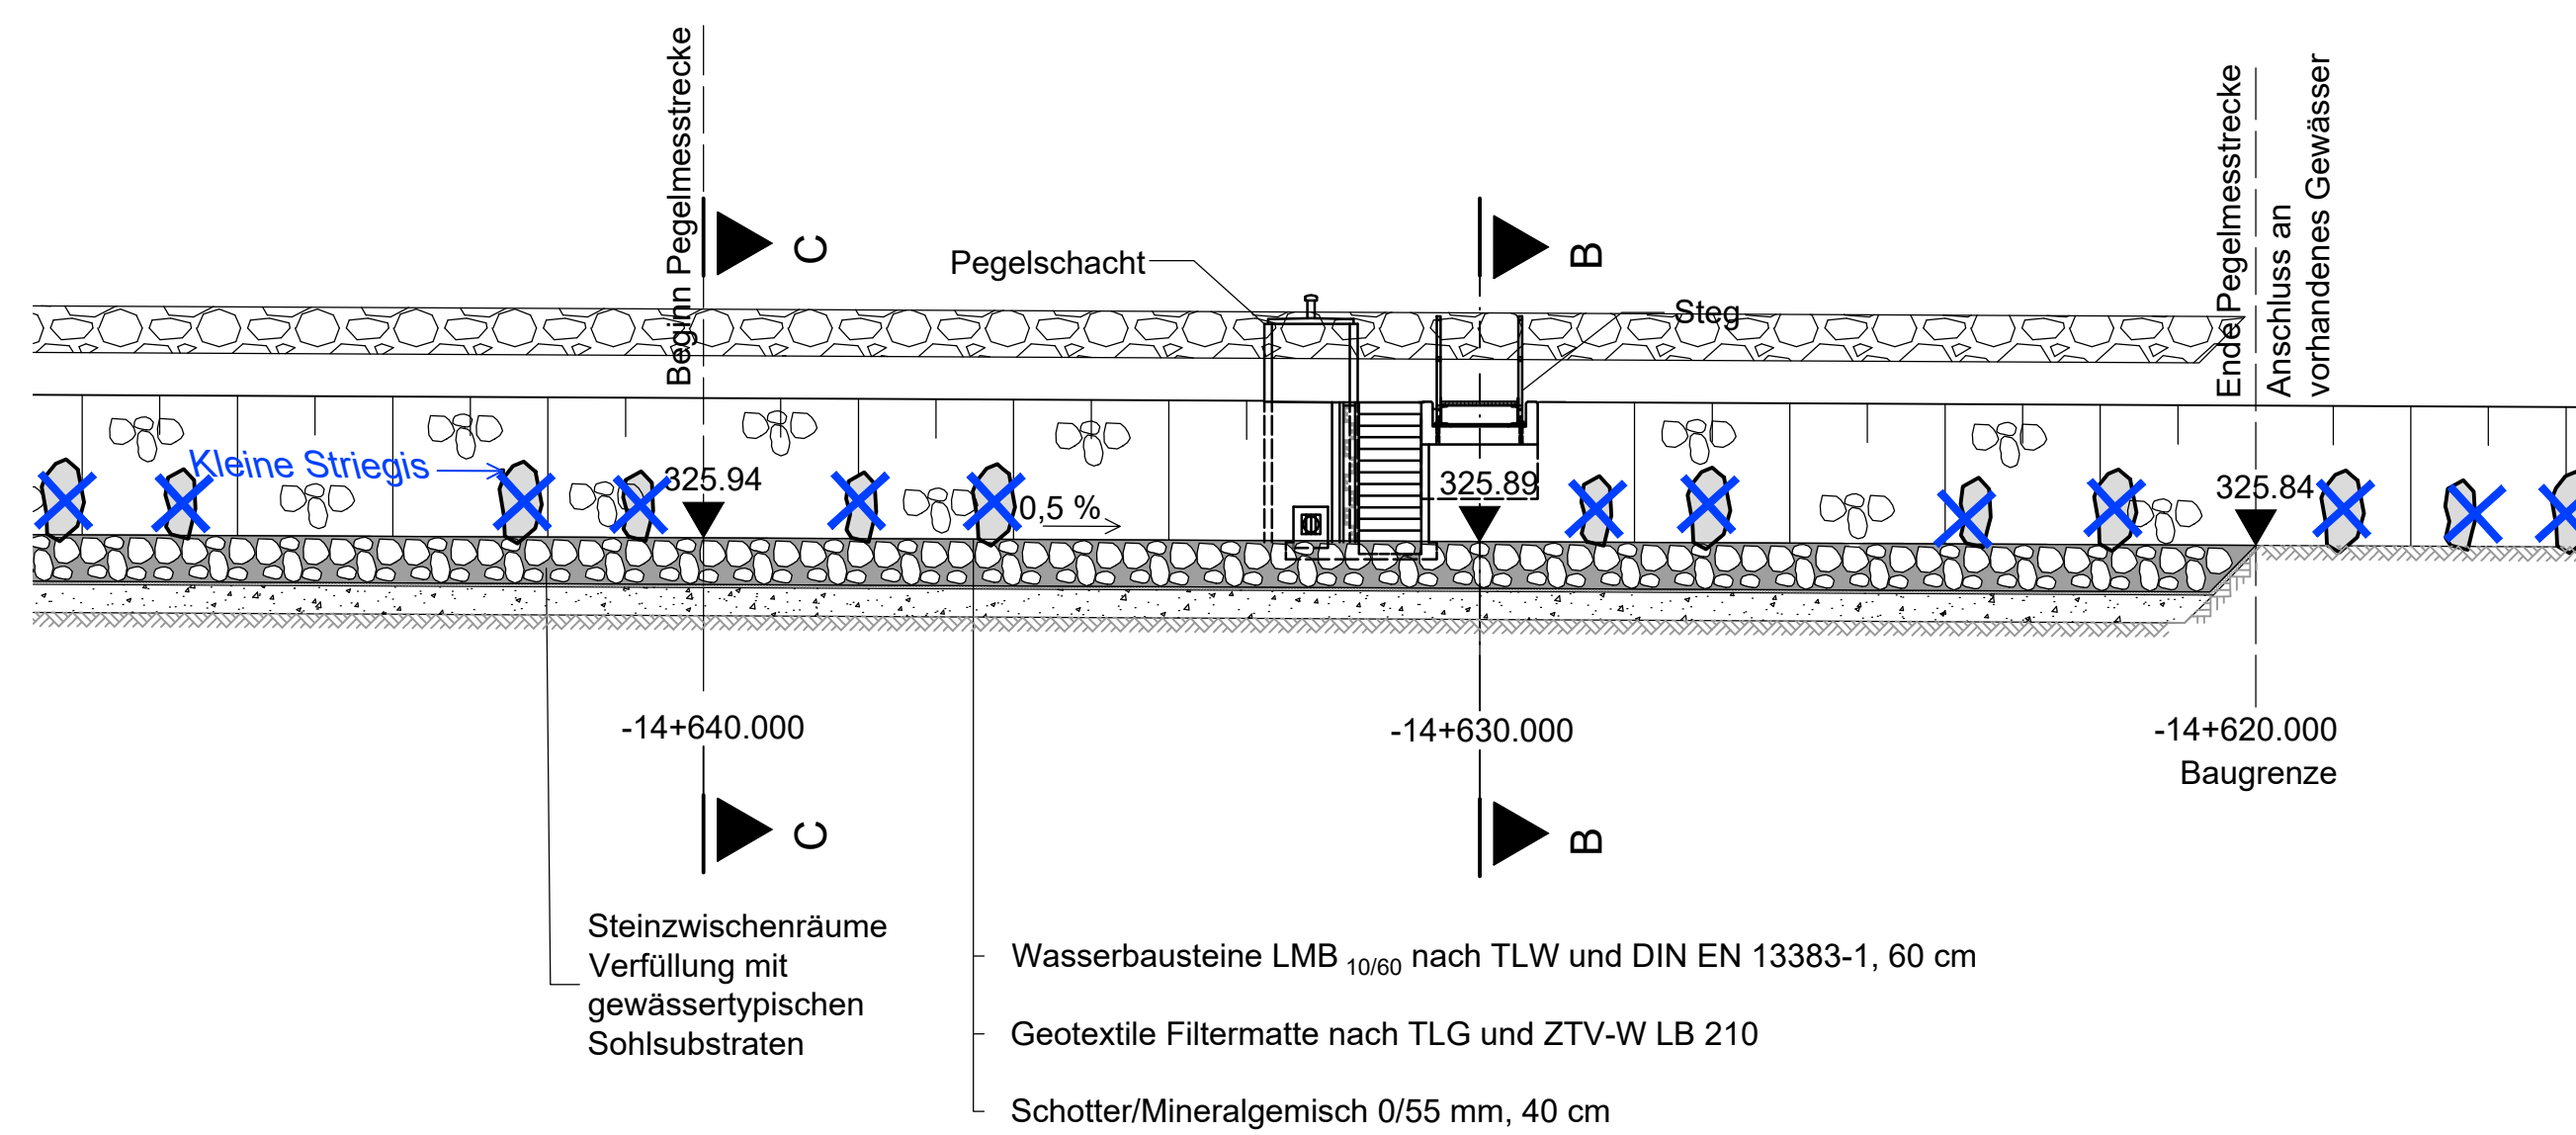 Beginn Pegelmesstrecke
C
Pegelschacht
B
Steg
Ende Pegelmesstrecke
Anschluss an
vorhandenes Gewässer
Kleine Striegis
325.94
0,5 %
325.89
325.84
-14+640.000
-14+630.000
-14+620.000
Baugrenze
C
B
Steinzwischenräume
Verfüllung mit
gewässertypischen
Sohlsubstraten
Wasserbausteine LMB 10/60 nach TLW und DIN EN 13383-1, 60 cm
Geotextile Filtermatte nach TLG und ZTV-W LB 210
Schotter/Mineralgemisch 0/55 mm, 40 cm